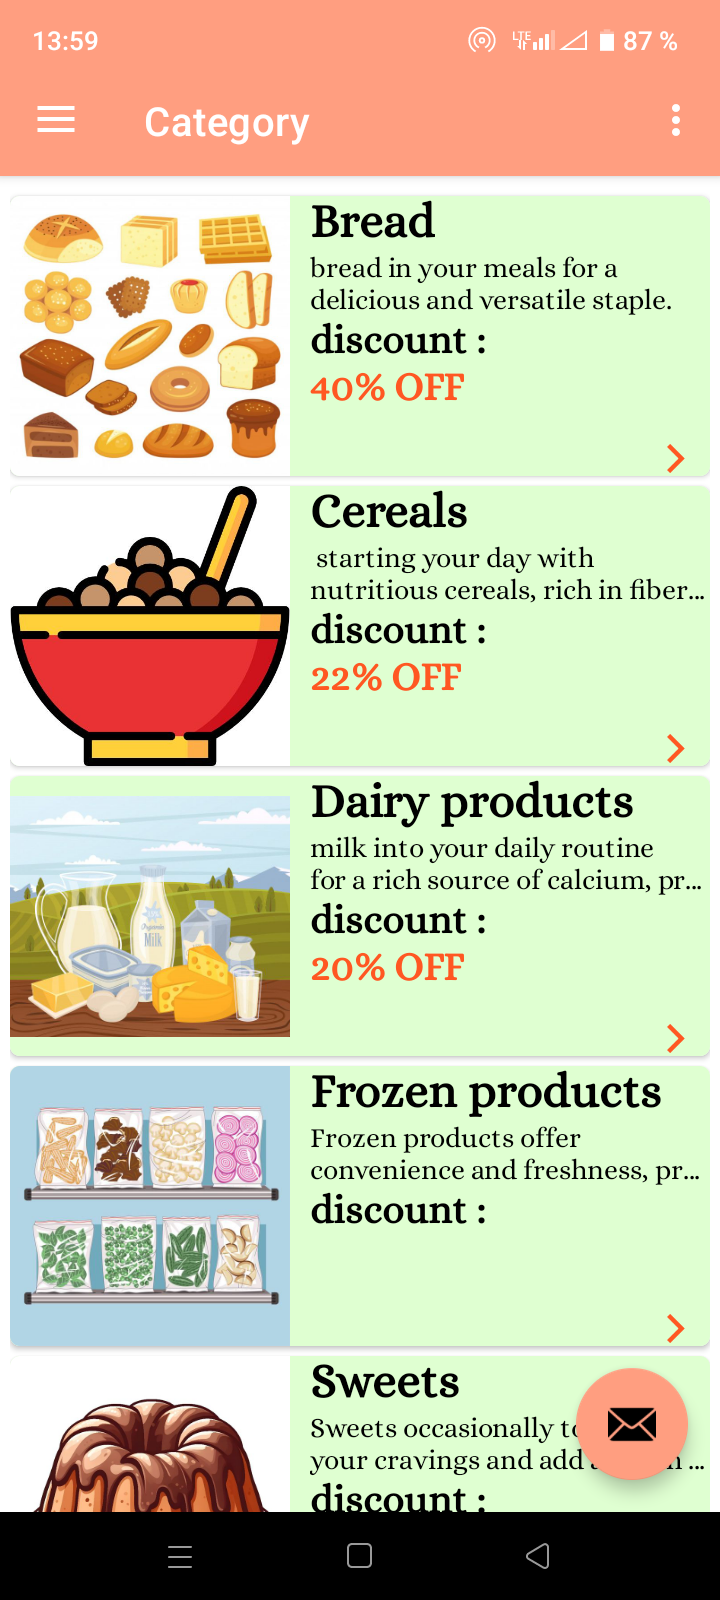 13:59
LTE
87 %
Category
Bread
bread in your meals for a
delicious and versatile staple.
discount :
40% OFF
Cereals
starting your day with
nutritious cereals, rich in fiber...
discount :
22% OFF
Dairy products
milk into your daily routine
for a rich source of calcium, pr...
discount :
20% OFF
Milk
Frozen products
Frozen products offer
convenience and freshness, pr...
discount :
Sweets
Sweets occasionally
your cravings and add
discount :